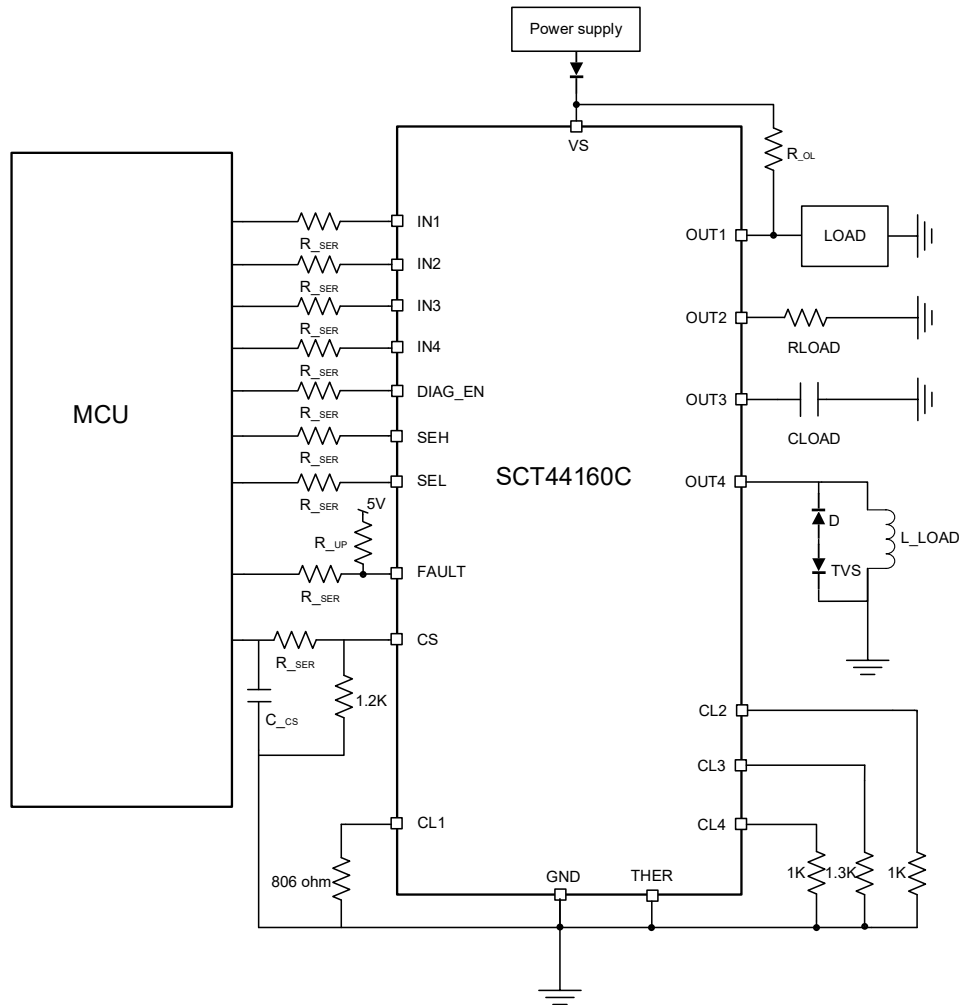 Power supply
VS
R_OL
IN1
R_SER
OUT1
LOAD
IN2
R_SER
IN3
R_SER
OUT2
RLOAD
IN4
R_SER
MCU
DIAG_EN
R_SER
OUT3
CLOAD
SEH
R_SER
SCT44160C
SEL
R_SER
OUT4
D
L_LOAD
TVS
5V
R_UP
FAULT
R_SER
CS
R_SER
1.2K
C_CS
CL2
CL3
CL1
CL4
806 ohm
GND
THER
1K
1.3K
1K